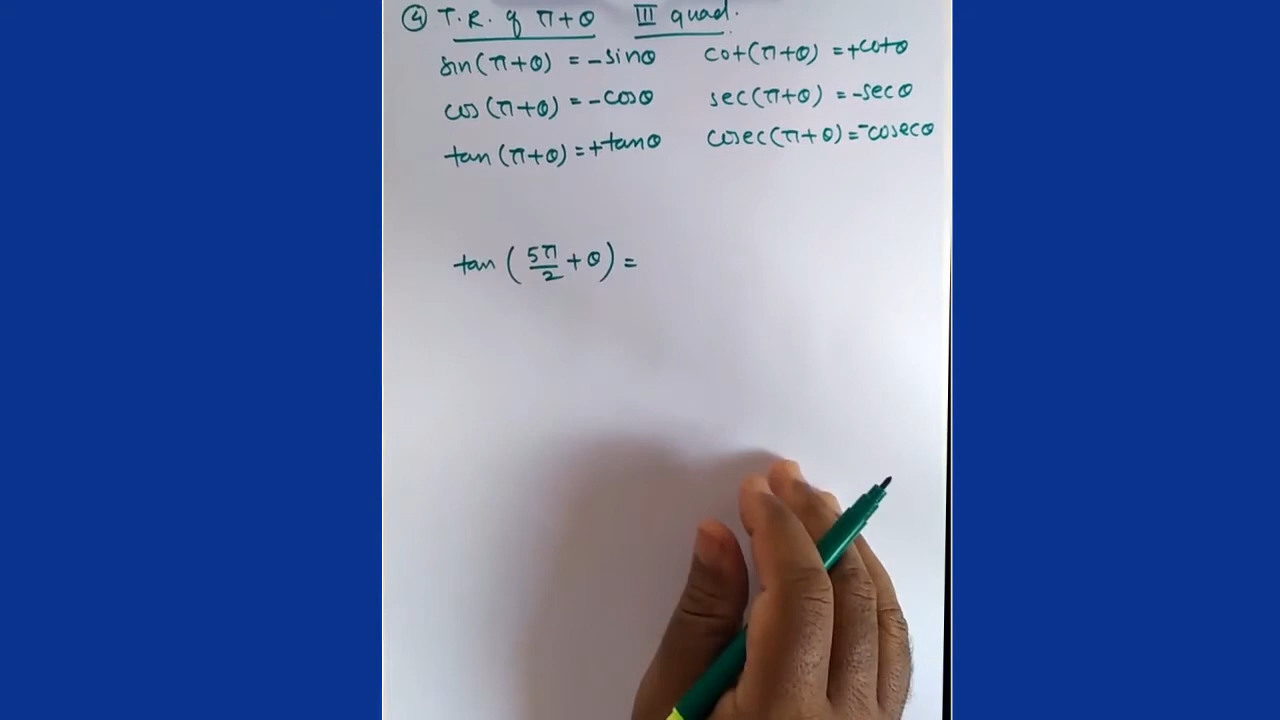 ④ T.R. of π+θ III quad.
sin(π+θ) = -sinθ cot(π+θ) = +cotθ
cos(π+θ) = -cosθ sec(π+θ) = -secθ
tan(π+θ) = +tanθ cosec(π+θ) = -cosecθ
tan(5π/2 + θ) =